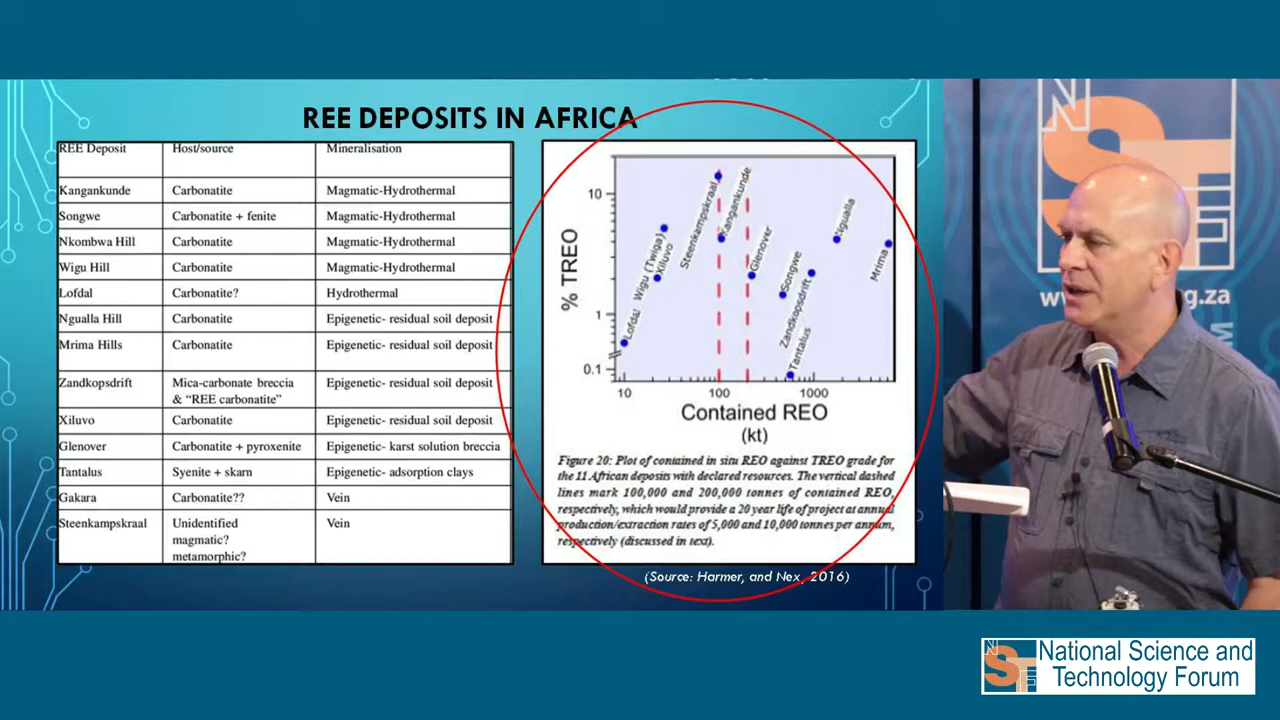 REE DEPOSITS IN AFRICA
REE Deposit Host/source Mineralisation
Kangankunde Carbonatite Magmatic-Hydrothermal
Songwe Carbonatite + fenite Magmatic-Hydrothermal
Nkombwa Hill Carbonatite Magmatic-Hydrothermal
Wigu Hill Carbonatite Magmatic-Hydrothermal
Lofdal Carbonatite? Hydrothermal
Ngualla Hill Carbonatite Epigenetic- residual soil deposit
Mrima Hills Carbonatite Epigenetic- residual soil deposit
Zandkopsdrift Mica-carbonate breccia Epigenetic- residual soil deposit
& “REE carbonatite”
Xiluvo Carbonatite Epigenetic- residual soil deposit
Glenover Carbonatite + pyroxenite Epigenetic- karst solution breccia
Tantalus Syenite + skarn Epigenetic- adsorption clays
Gakara Carbonatite?? Vein
Steenkampskraal Unidentified Vein
magmatic?
metamorphic?
% TREO
10
1
0.1
Lofdal
Wigu (Twiga)
Xiluvo
Steenkampskraal
Kangankunde
Glenover
Songwe
Zandkopsdrift
Tantalus
Ngualla
Mrima
10 100 1000
Contained REO
(kt)
Figure 20: Plot of contained in situ REO against TREO grade for
the 11 African deposits with declared resources. The vertical dashed
lines mark 100,000 and 200,000 tonnes of contained REO,
respectively, which would provide a 20 year life of project at annual
production/extraction rates of 5,000 and 10,000 tonnes per annum,
respectively (discussed in text).
(Source: Harmer, and Nex, 2016)
NS
g.za
NSTF
National Science and
Technology Forum